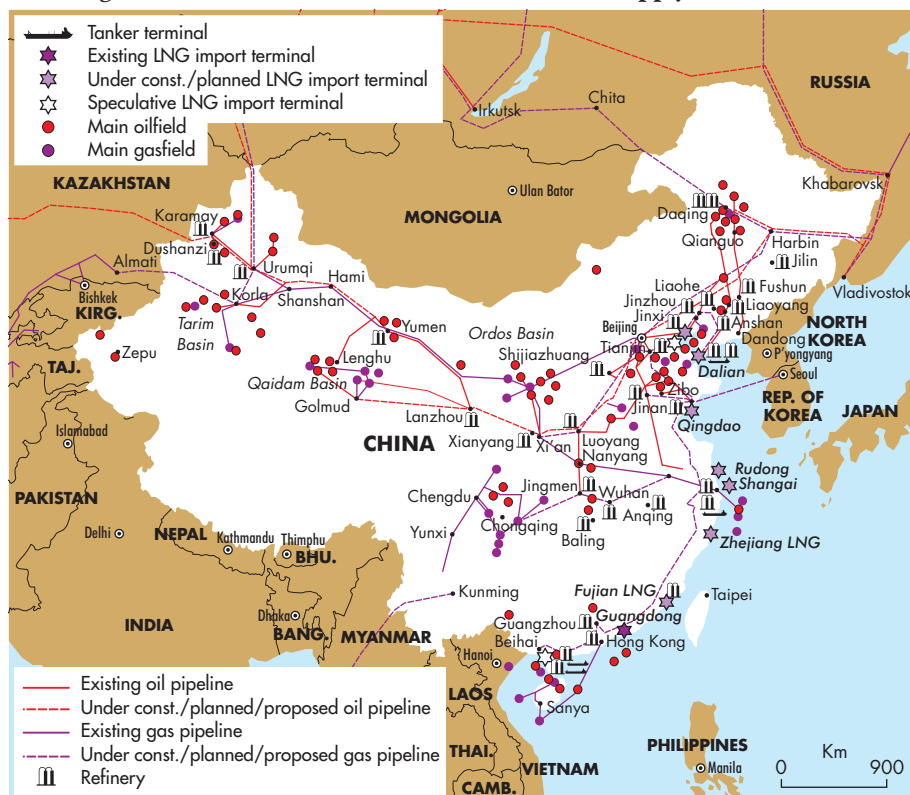 Tanker terminal
Existing LNG import terminal
Under const./planned LNG import terminal
Speculative LNG import terminal
Main oilfield
Main gasfield
RUSSIA
Irkutsk
Chita
Khabarovsk
KAZAKHSTAN
Ulan Bator
MONGOLIA
Karamay
Daqing
Dushanzi
Qianguo
Harbin
Jilin
Almati
Urumqi
Hami
Bishkek
KIRG.
Korla
Shanshan
Liaohe
Fushun
Vladivostok
Jinzhou
Liaoyang
Jinxi
Anshan
NORTH
KOREA
Tarim
Basin
Yumen
Ordos Basin
Beijing
Dandong
Tianjin
P'yongyang
Zepu
Lenghu
Shijiazhuang
Dalian
Seoul
TAJ.
Qaidam Basin
Zibo
REP. OF
KOREA
Golmud
Lanzhou
Jinan
Qingdao
JAPAN
Islamabad
CHINA
Xianyang
Xi'an
Luoyang
Nanyang
Rudong
Shangai
PAKISTAN
Chengdu
Jingmen
Wuhan
Chongqing
Anqing
Delhi
NEPAL
Kathmandu
Thimphu
BHU.
Yunxi
Baling
Zhejiang LNG
Kunming
Fujian LNG
Taipei
Dhaka
INDIA
BANG.
MYANMAR
Guangzhou
Guangdong
Beihai
Hong Kong
Hanoi
LAOS
Sanya
Existing oil pipeline
Under const./planned/proposed oil pipeline
Existing gas pipeline
Under const./planned/proposed gas pipeline
Refinery
THAI.
VIETNAM
CAMB.
PHILIPPINES
Manila
Km
0 900